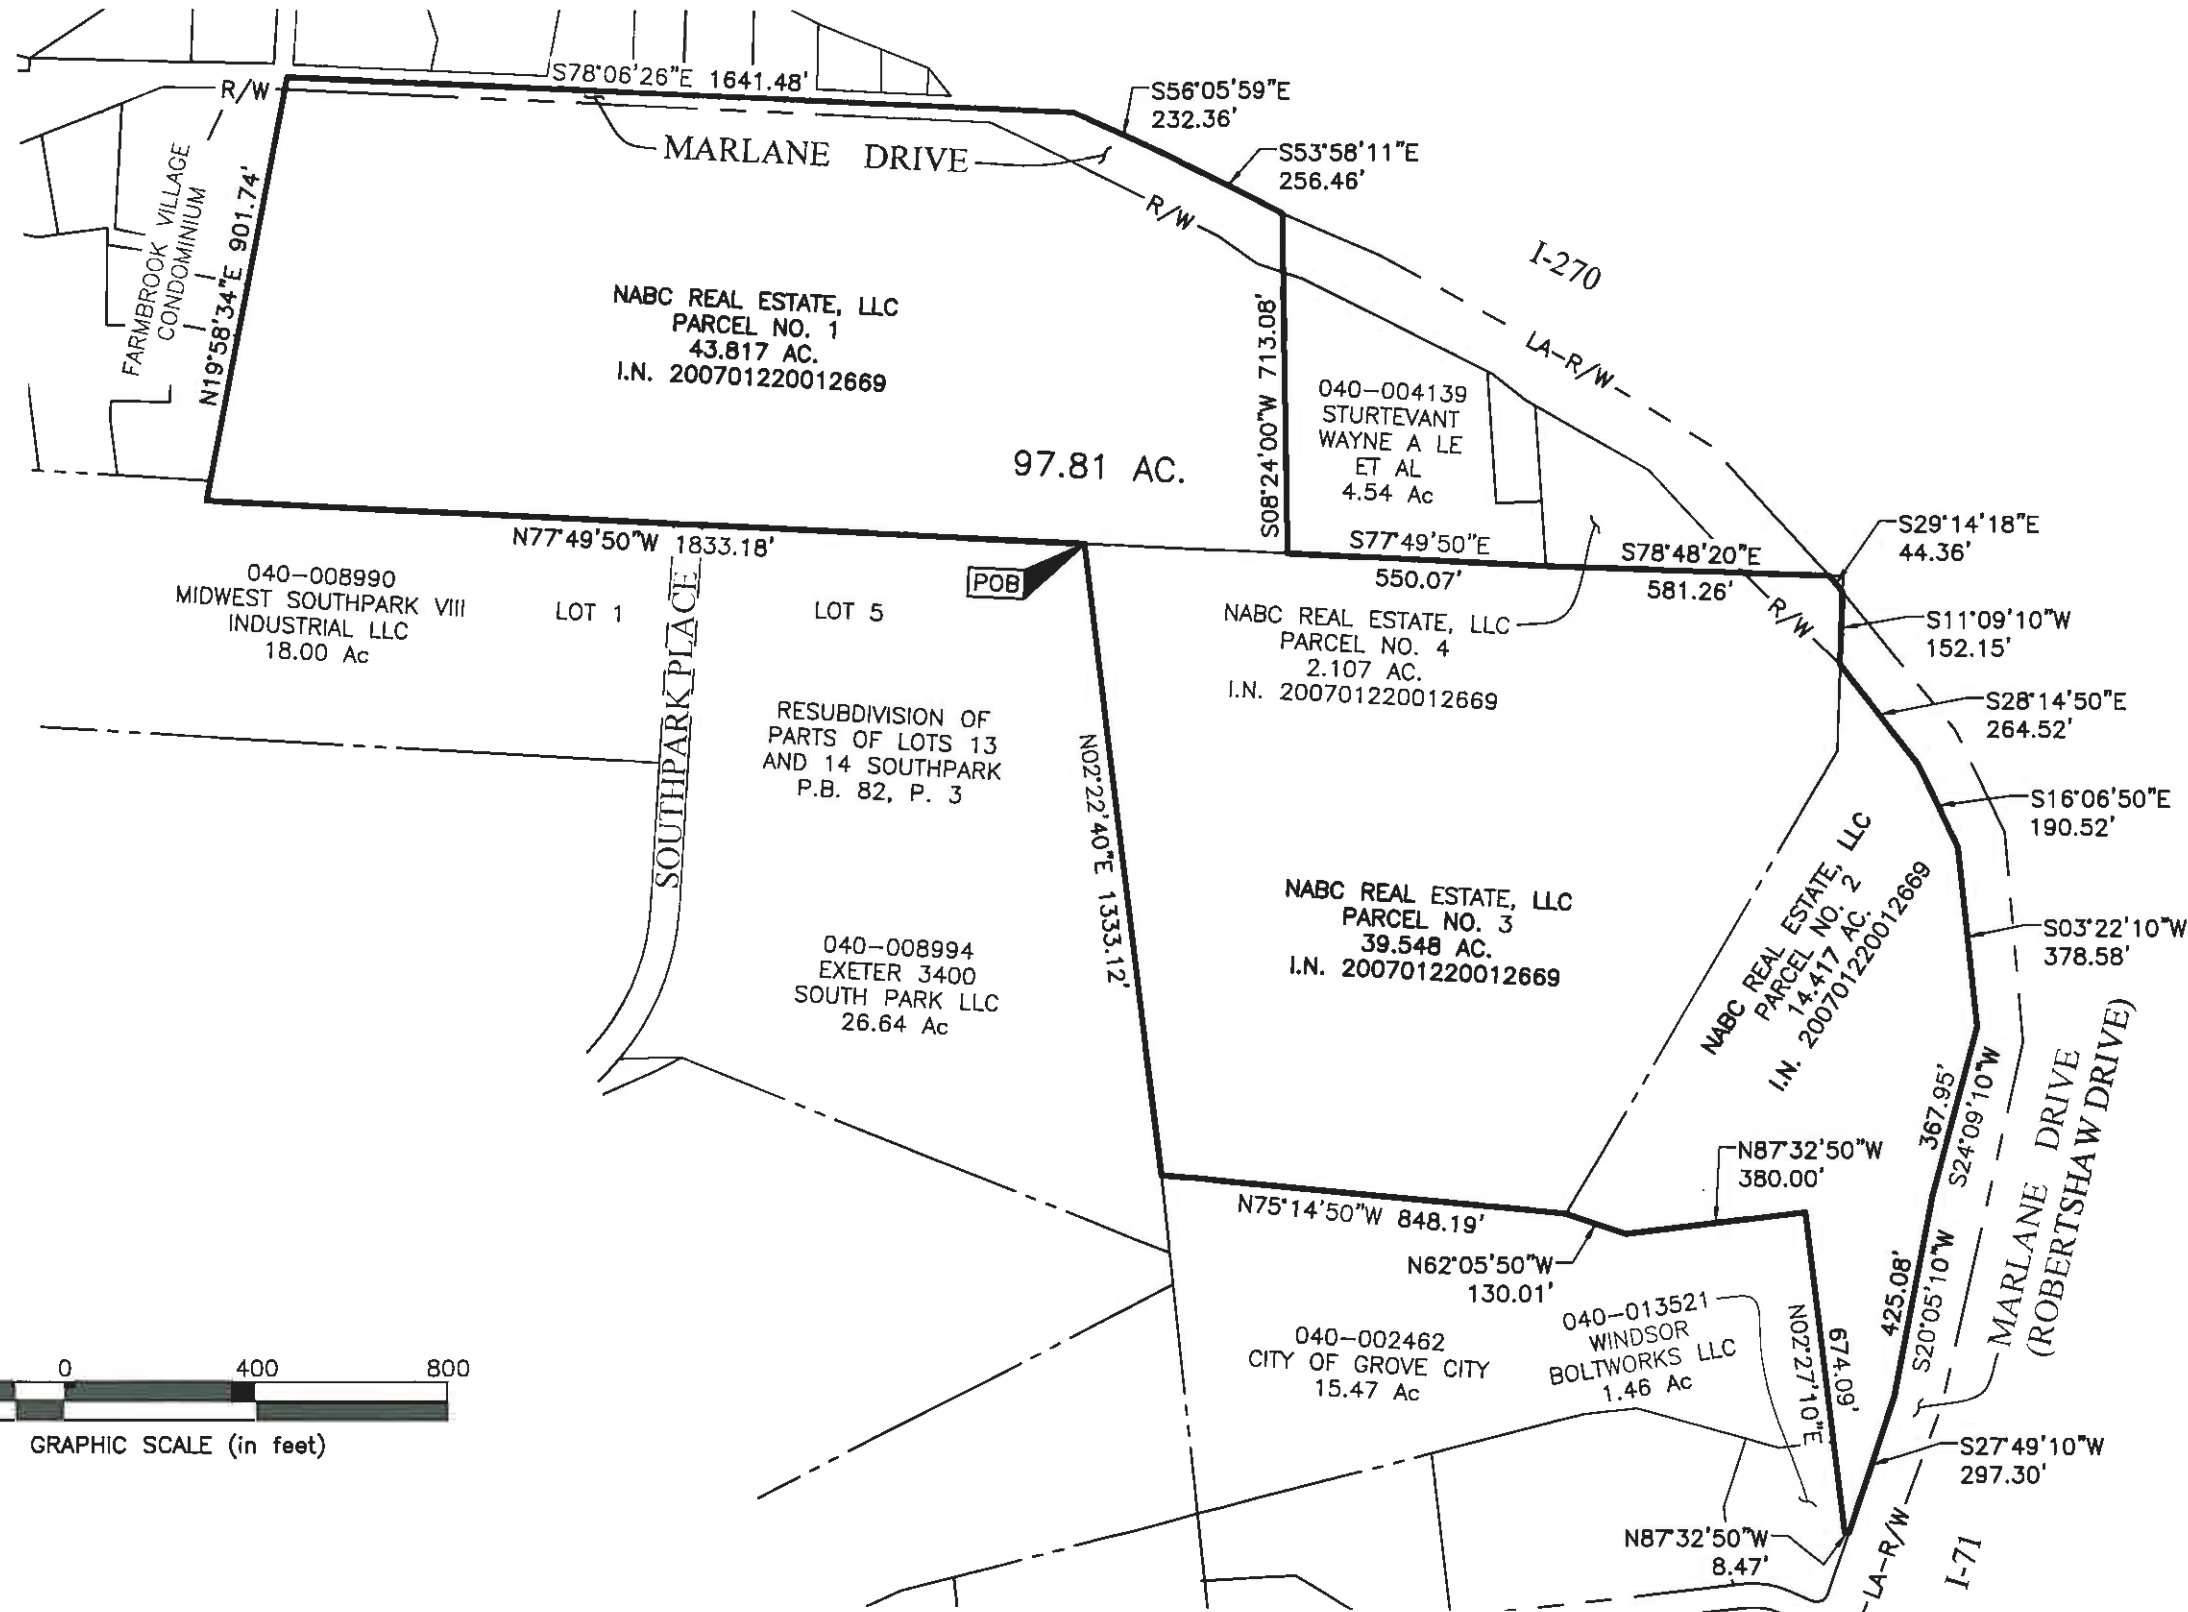 S78°06'26"E 1641.48'
R/W
S56°05'59"E
232.36'
MARLANE DRIVE
S53°58'11"E
256.46'
R/W
I-270
FARMBROOK VILLAGE
CONDOMINIUM
N19°58'34"E 901.74'
NABC REAL ESTATE, LLC
PARCEL NO. 1
43.817 AC.
I.N. 200701220012669
97.81 AC.
S08°24'00"W 713.08'
LA-R/W
040-004139
STURTEVANT
WAYNE A LE
ET AL
4.54 Ac
N77°49'50"W 1833.18'
POB
S77°49'50"E
550.07'
S78°48'20"E
581.26'
S29°14'18"E
44.36'
040-008990
MIDWEST SOUTHPARK VIII
INDUSTRIAL LLC
18.00 Ac
LOT 1
SOUTHPARK PLACE
LOT 5
NABC REAL ESTATE, LLC
PARCEL NO. 4
2.107 AC.
I.N. 200701220012669
R/W
S11°09'10"W
152.15'
S28°14'50"E
264.52'
RESUBDIVISION OF
PARTS OF LOTS 13
AND 14 SOUTHPARK
P.B. 82, P. 3
N02°22'40"E 1333.12'
S16°06'50"E
190.52'
NABC REAL ESTATE, LLC
PARCEL NO. 3
39.548 AC.
I.N. 200701220012669
NABC REAL ESTATE, LLC
PARCEL NO. 2
14.417 AC.
I.N. 200701220012669
S03°22'10"W
378.58'
040-008994
EXETER 3400
SOUTH PARK LLC
26.64 Ac
367.95'
S24°09'10"W
MARLANE DRIVE
(ROBERTSHAW DRIVE)
N87°32'50"W
380.00'
N75°14'50"W 848.19'
N62°05'50"W
130.01'
425.08'
S20°05'10"W
040-002462
CITY OF GROVE CITY
15.47 Ac
040-013521
WINDSOR
BOLTWORKS LLC
1.46 Ac
674.09'
N02°27'10"E
0 400 800
GRAPHIC SCALE (in feet)
S27°49'10"W
297.30'
N87°32'50"W
8.47'
LA-R/W
I-71